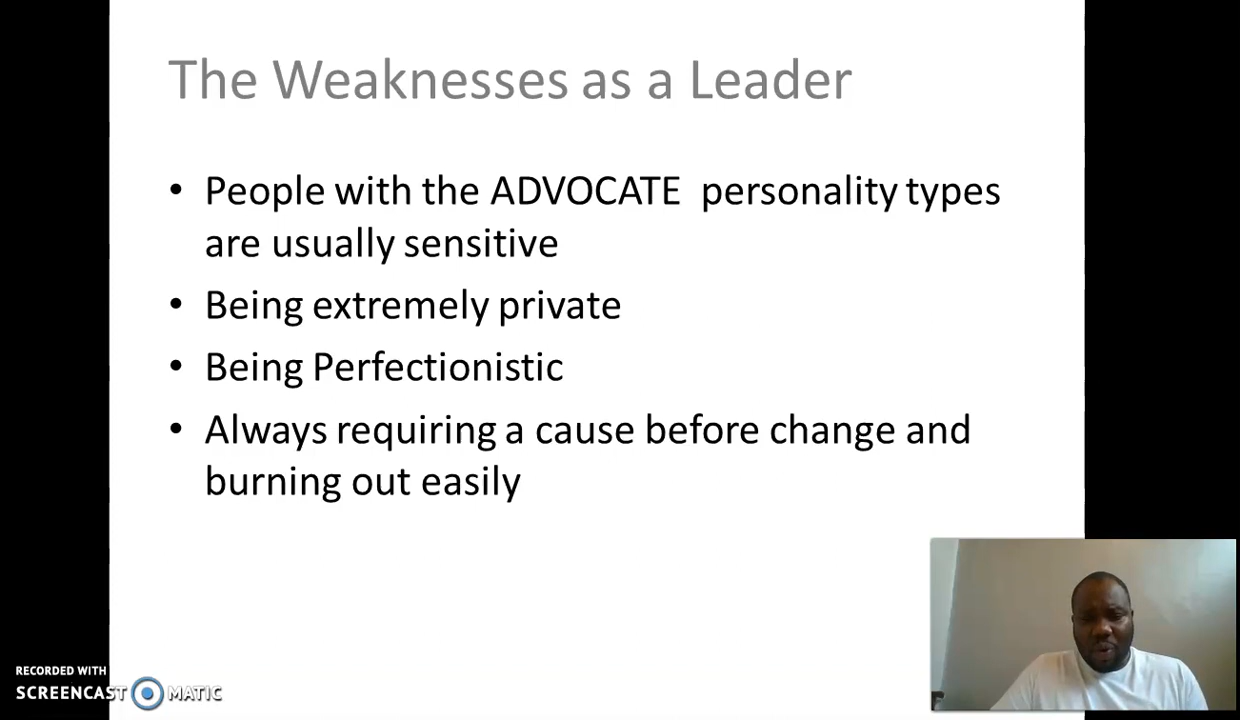 The Weaknesses as a Leader
• People with the ADVOCATE personality types
are usually sensitive
• Being extremely private
• Being Perfectionistic
• Always requiring a cause before change and
burning out easily
RECORDED WITH
SCREENCAST MATIC